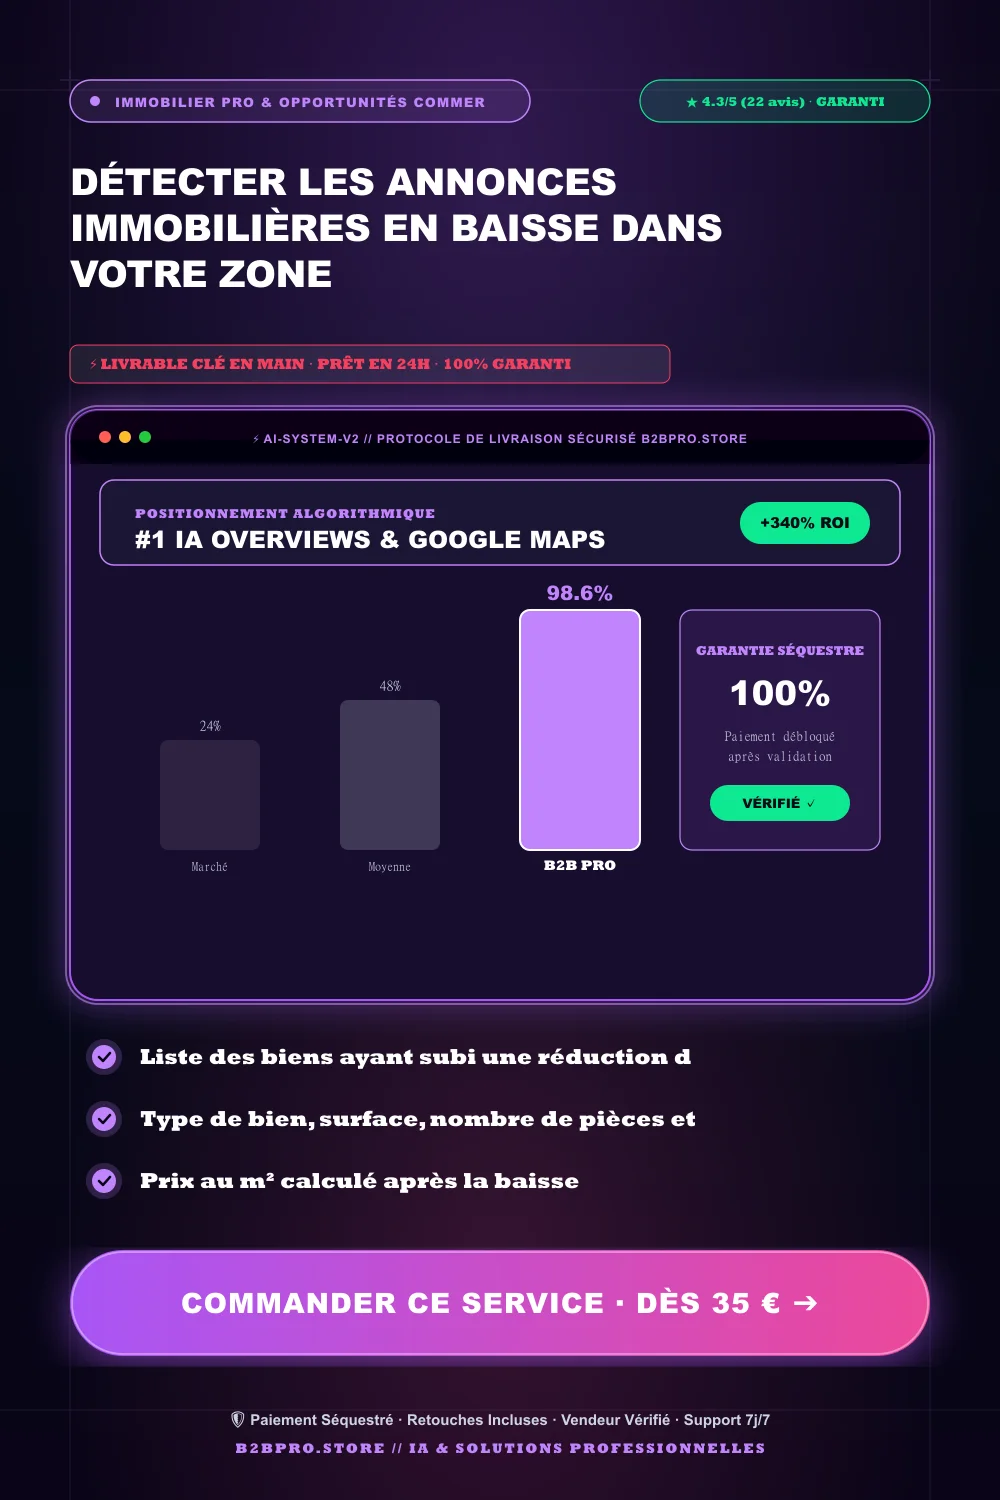 IMMOBILIER PRO & OPPORTUNITÉS COMMER
★ 4.3/5 (22 avis) · GARANTI
DÉTECTER LES ANNONCES
IMMOBILIÈRES EN BAISSE DANS
VOTRE ZONE
⚡ LIVRABLE CLÉ EN MAIN · PRÊT EN 24H · 100% GARANTI
⚡ AI-SYSTEM-V2 // PROTOCOLE DE LIVRAISON SÉCURISÉ B2BPRO.STORE
POSITIONNEMENT ALGORITHMIQUE
#1 IA OVERVIEWS & GOOGLE MAPS
+340% ROI
98.6%
48%
24%
Marché
Moyenne
B2B PRO
GARANTIE SÉQUESTRE
100%
Paiement débloqué
après validation
VÉRIFIÉ ✓
Liste des biens ayant subi une réduction d
Type de bien, surface, nombre de pièces et
Prix au m² calculé après la baisse
COMMANDER CE SERVICE · DÈS 35 € ➔
🛡 Paiement Séquestré · Retouches Incluses · Vendeur Vérifié · Support 7j/7
B2BPRO.STORE // IA & SOLUTIONS PROFESSIONNELLES